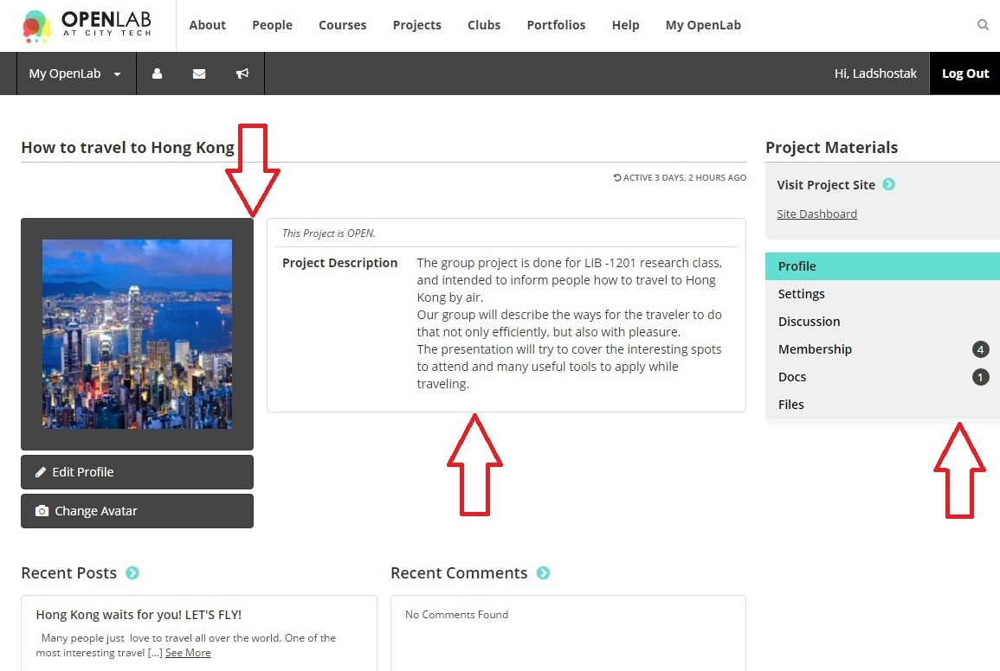 OPENLAB
AT CITY TECH
About People Courses Projects Clubs Portfolios Help My OpenLab
My OpenLab
Hi, Ladshostak Log Out
How to travel to Hong Kong
ACTIVE 3 DAYS, 2 HOURS AGO
This Project is OPEN.
Project Description
The group project is done for LIB -1201 research class,
and intended to inform people how to travel to Hong
Kong by air.
Our group will describe the ways for the traveler to do
that not only efficiently, but also with pleasure.
The presentation will try to cover the interesting spots
to attend and many useful tools to apply while
traveling.
Edit Profile
Change Avatar
Project Materials
Visit Project Site
Site Dashboard
Profile
Settings
Discussion
Membership 4
Docs 1
Files
Recent Posts
Hong Kong waits for you! LET'S FLY!
Many people just love to travel all over the world. One of the
most interesting travel [...] See More
Recent Comments
No Comments Found